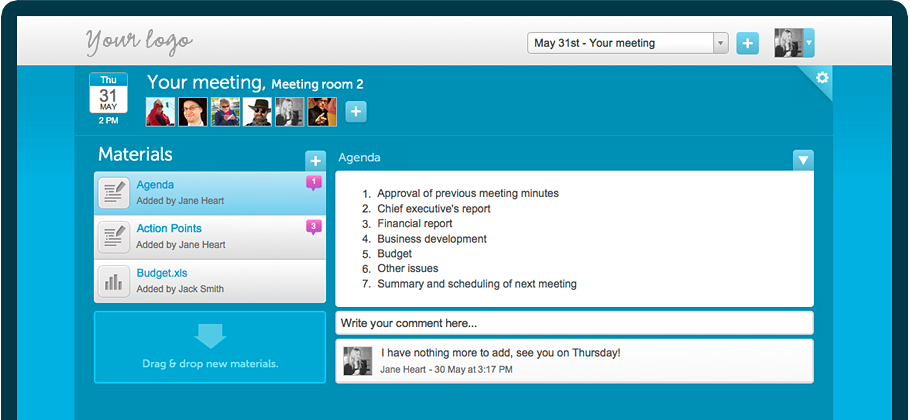 Your logo
May 31st - Your meeting
Thu
31
MAY
2 PM
Your meeting, Meeting room 2
Materials
Agenda
1
Added by Jane Heart
Action Points
3
Added by Jane Heart
Budget.xls
Added by Jack Smith
Drag & drop new materials.
Agenda
1. Approval of previous meeting minutes
2. Chief executive's report
3. Financial report
4. Business development
5. Budget
6. Other issues
7. Summary and scheduling of next meeting
Write your comment here...
I have nothing more to add, see you on Thursday!
Jane Heart - 30 May at 3:17 PM